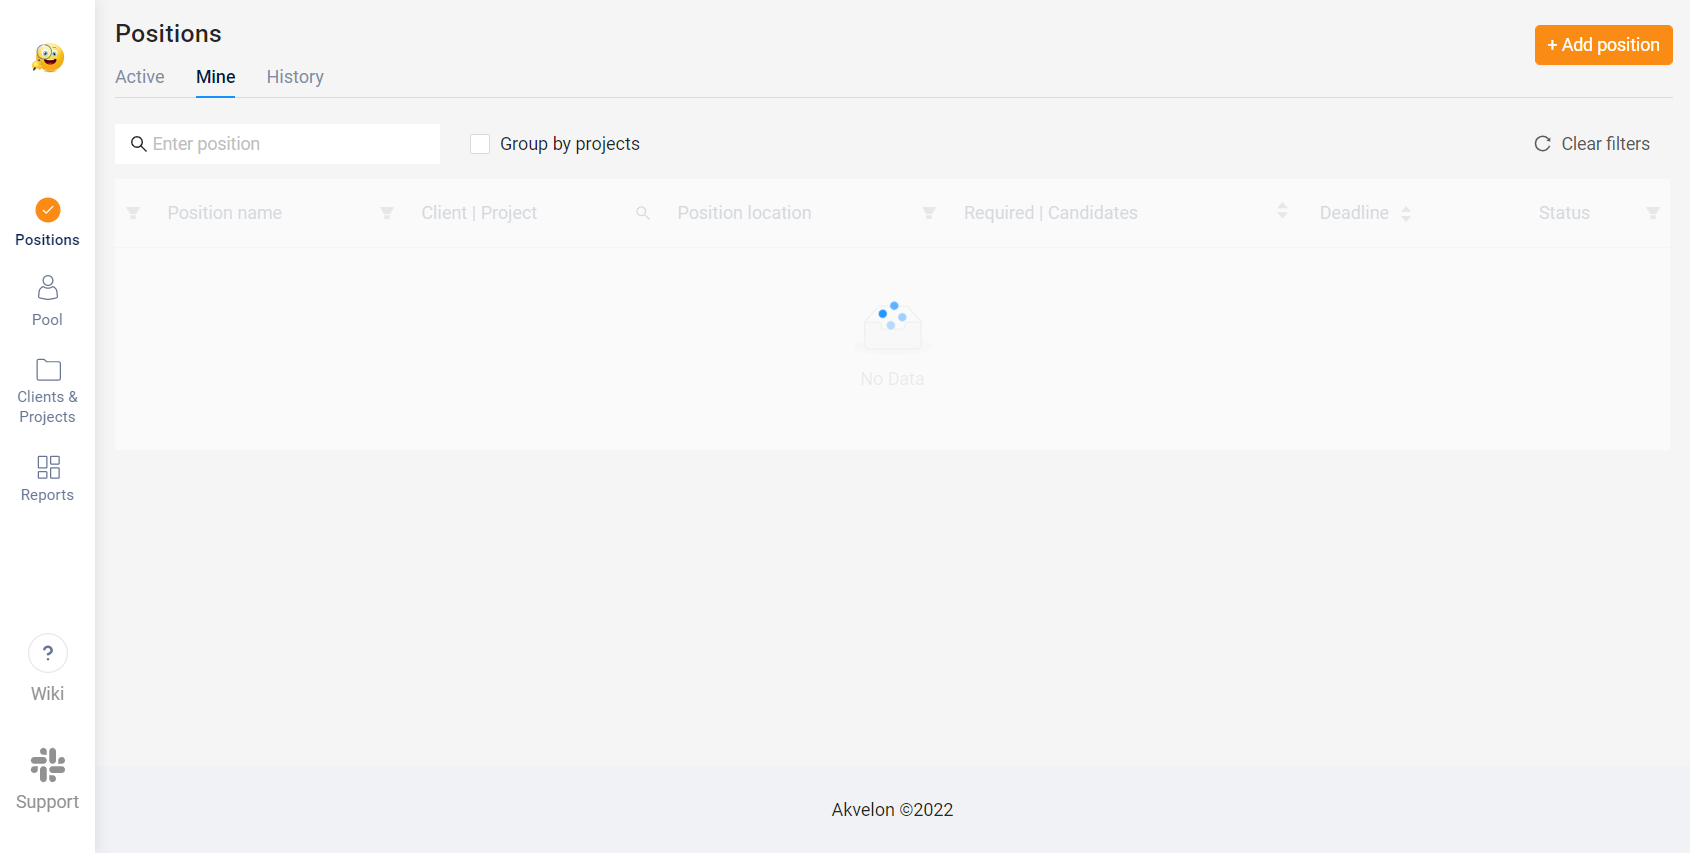 Positions
+ Add position
Active Mine History
Enter position
Group by projects
Clear filters
Position name Client | Project Position location Required | Candidates Deadline Status
No Data
Positions
Pool
Clients &
Projects
Reports
?
Wiki
Support
Akvelon ©2022